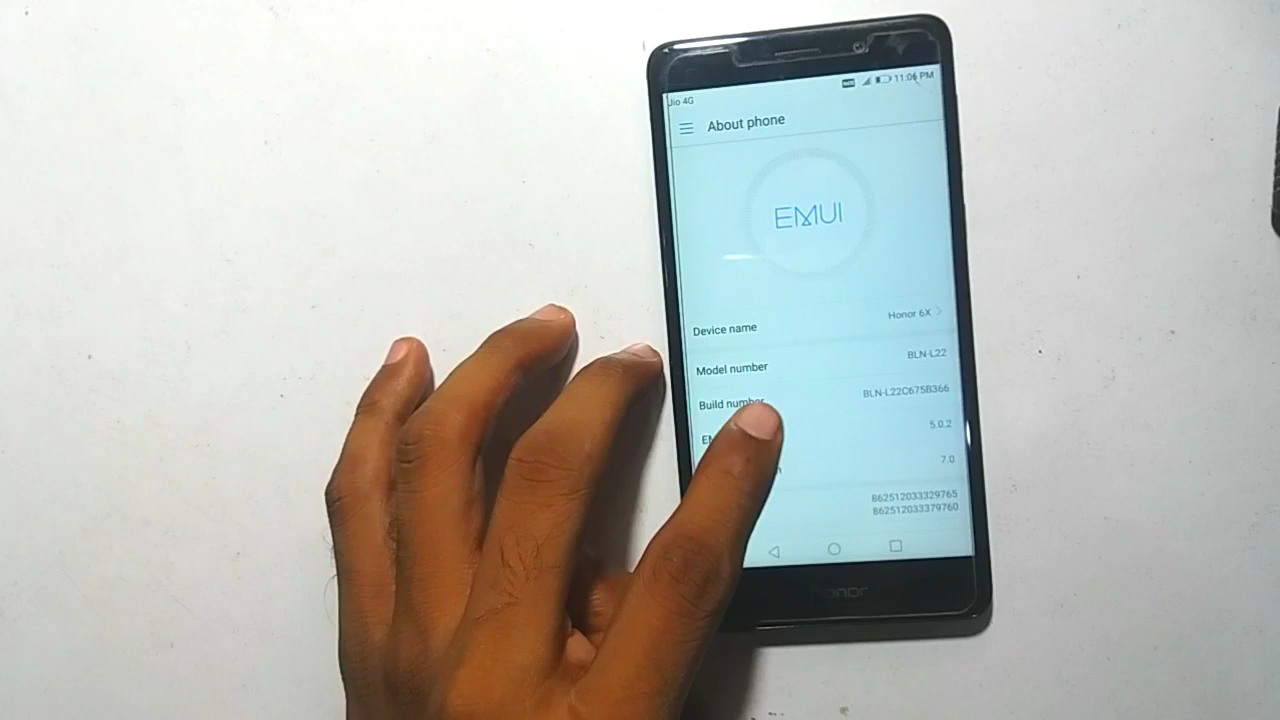 Jio 4G 11:06 PM
About phone
EMUI
Device name Honor 6X
Model number BLN-L22
Build number BLN-L22C675B366
5.0.2
7.0
862512033329765
862512033379760
honor